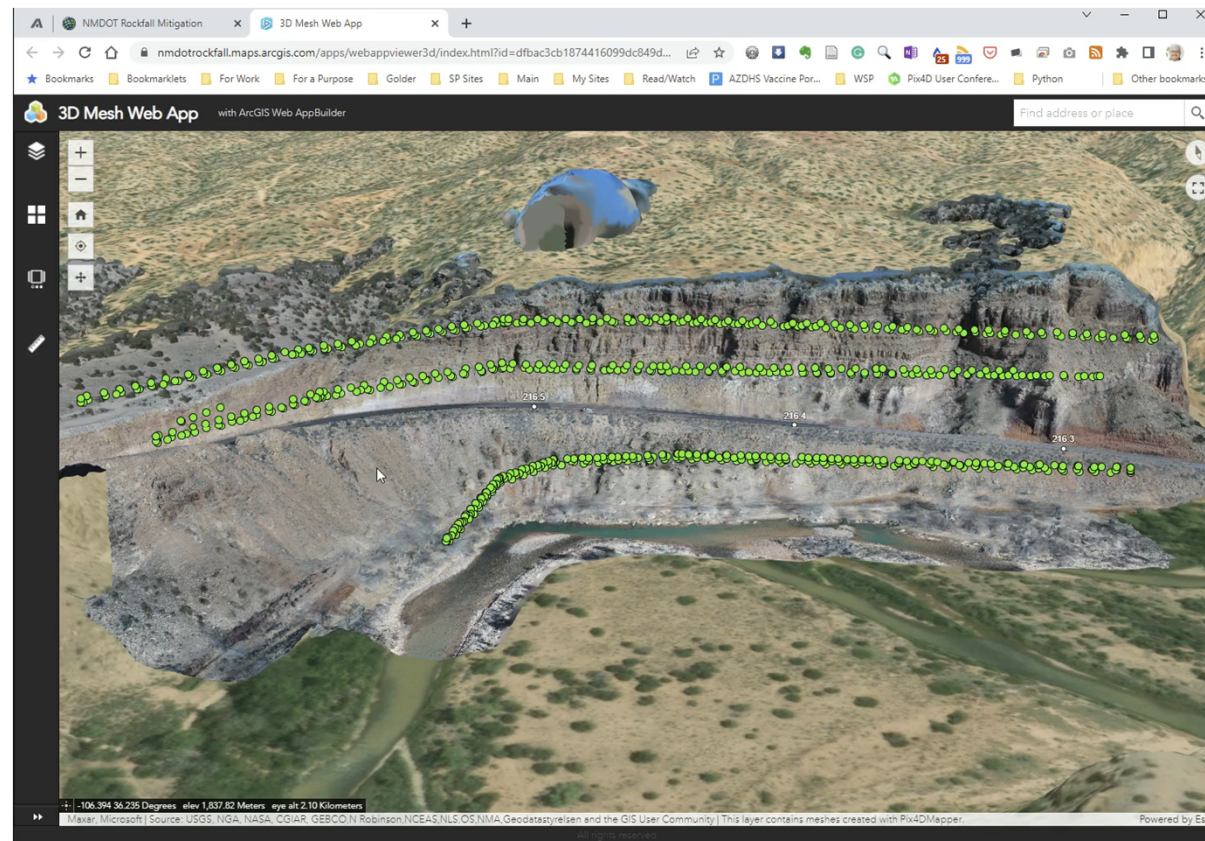 NMDOT Rockfall Mitigation
3D Mesh Web App
nmdotrockfall.maps.arcgis.com/apps/webappviewer3d/index.html?id=dfbac3cb1874416099dc849d...
25
999
Bookmarks
Bookmarklets
For Work
For a Purpose
Golder
SP Sites
Main
My Sites
Read/Watch
AZDHS Vaccine Por...
WSP
Pix4D User Confere...
Python
Other bookmarks
3D Mesh Web App
with ArcGIS Web AppBuilder
Find address or place
216.5
216.4
216.3
-106.394 36.235 Degrees elev 1,837.82 Meters eye alt 2.10 Kilometers
Maxar, Microsoft | Source: USGS, NGA, NASA, CGIAR, GEBCO,N Robinson,NCEAS,NLS,OS,NMA,Geodatastyrelsen and the GIS User Community | This layer contains meshes created with Pix4DMapper.
Powered by Es
All rights reserved